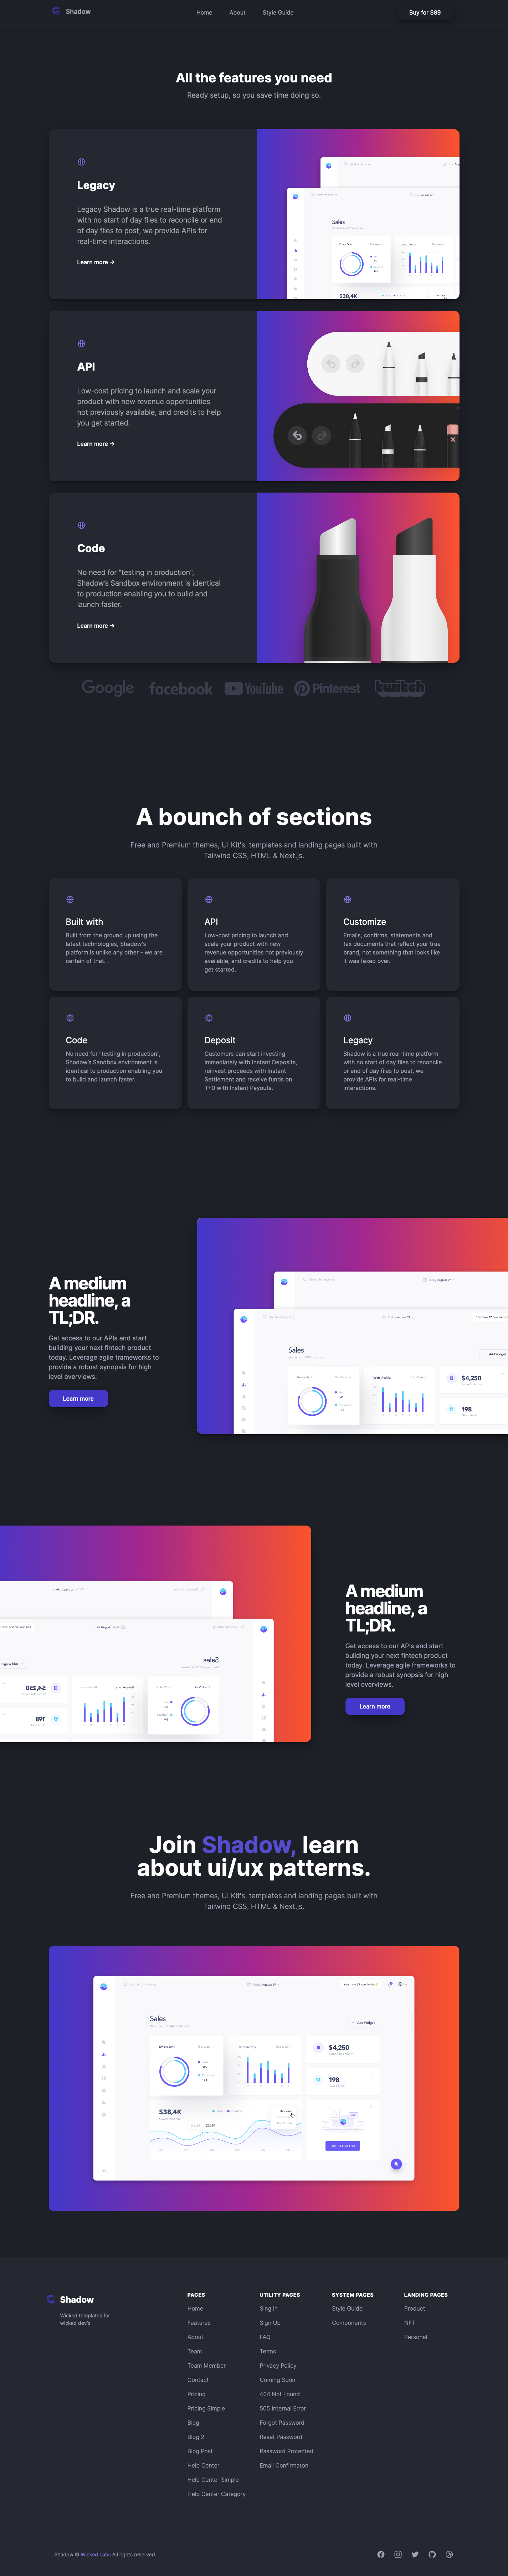 Shadow
Home About Style Guide
Buy for $89
All the features you need
Ready setup, so you save time doing so.
Legacy
Legacy Shadow is a true real-time platform
with no start of day files to reconcile or end
of day files to post, we provide APIs for
real-time interactions.
Learn more →
Sales
$38,4K
API
Low-cost pricing to launch and scale your
product with new revenue opportunities
not previously available, and credits to help
you get started.
Learn more →
Code
No need for "testing in production",
Shadow's Sandbox environment is identical
to production enabling you to build and
launch faster.
Learn more →
Google facebook YouTube Pinterest twitch
A bounch of sections
Free and Premium themes, UI Kit's, templates and landing pages built with
Tailwind CSS, HTML & Next.js.
Built with
Built from the ground up using the
latest technologies, Shadow's
platform is unlike any other - we are
certain of that. .
API
Low-cost pricing to launch and
scale your product with new
revenue opportunities not previously
available, and credits to help you
get started.
Customize
Emails, confirms, statements and
tax documents that reflect your true
brand, not something that looks like
it was faxed over.
Code
No need for "testing in production",
Shadow's Sandbox environment is
identical to production enabling you
to build and launch faster.
Deposit
Customers can start investing
immediately with Instant Deposits,
reinvest proceeds with Instant
Settlement and receive funds on
T+0 with Instant Payouts.
Legacy
Shadow is a true real-time platform
with no start of day files to reconcile
or end of day files to post, we
provide APIs for real-time
interactions.
A medium
headline, a
TL;DR.
Get access to our APIs and start
building your next fintech product
today. Leverage agile frameworks to
provide a robust synopsis for high
level overviews.
Learn more
Today, August 29
Sales
Add Widget
$4,250
198
A medium
headline, a
TL;DR.
Get access to our APIs and start
building your next fintech product
today. Leverage agile frameworks to
provide a robust synopsis for high
level overviews.
Learn more
Sales
$4,250
198
Join Shadow, learn
about ui/ux patterns.
Free and Premium themes, UI Kit's, templates and landing pages built with
Tailwind CSS, HTML & Next.js.
Today, August 29
Sales
Add Widget
$4,250
198
$38,4K
Shadow
Wicked templates for
wicked dev's
PAGES
Home
Features
About
Team
Team Member
Contact
Pricing
Pricing Simple
Blog
Blog 2
Blog Post
Help Center
Help Center Simple
Help Center Category
UTILITY PAGES
Sing In
Sign Up
FAQ
Terms
Privacy Policy
Coming Soon
404 Not Found
505 Internal Error
Forgot Password
Reset Password
Password Protected
Email Confirmaton
SYSTEM PAGES
Style Guide
Components
LANDING PAGES
Product
NFT
Personal
Shadow © Wicked Labs All rights reserved.